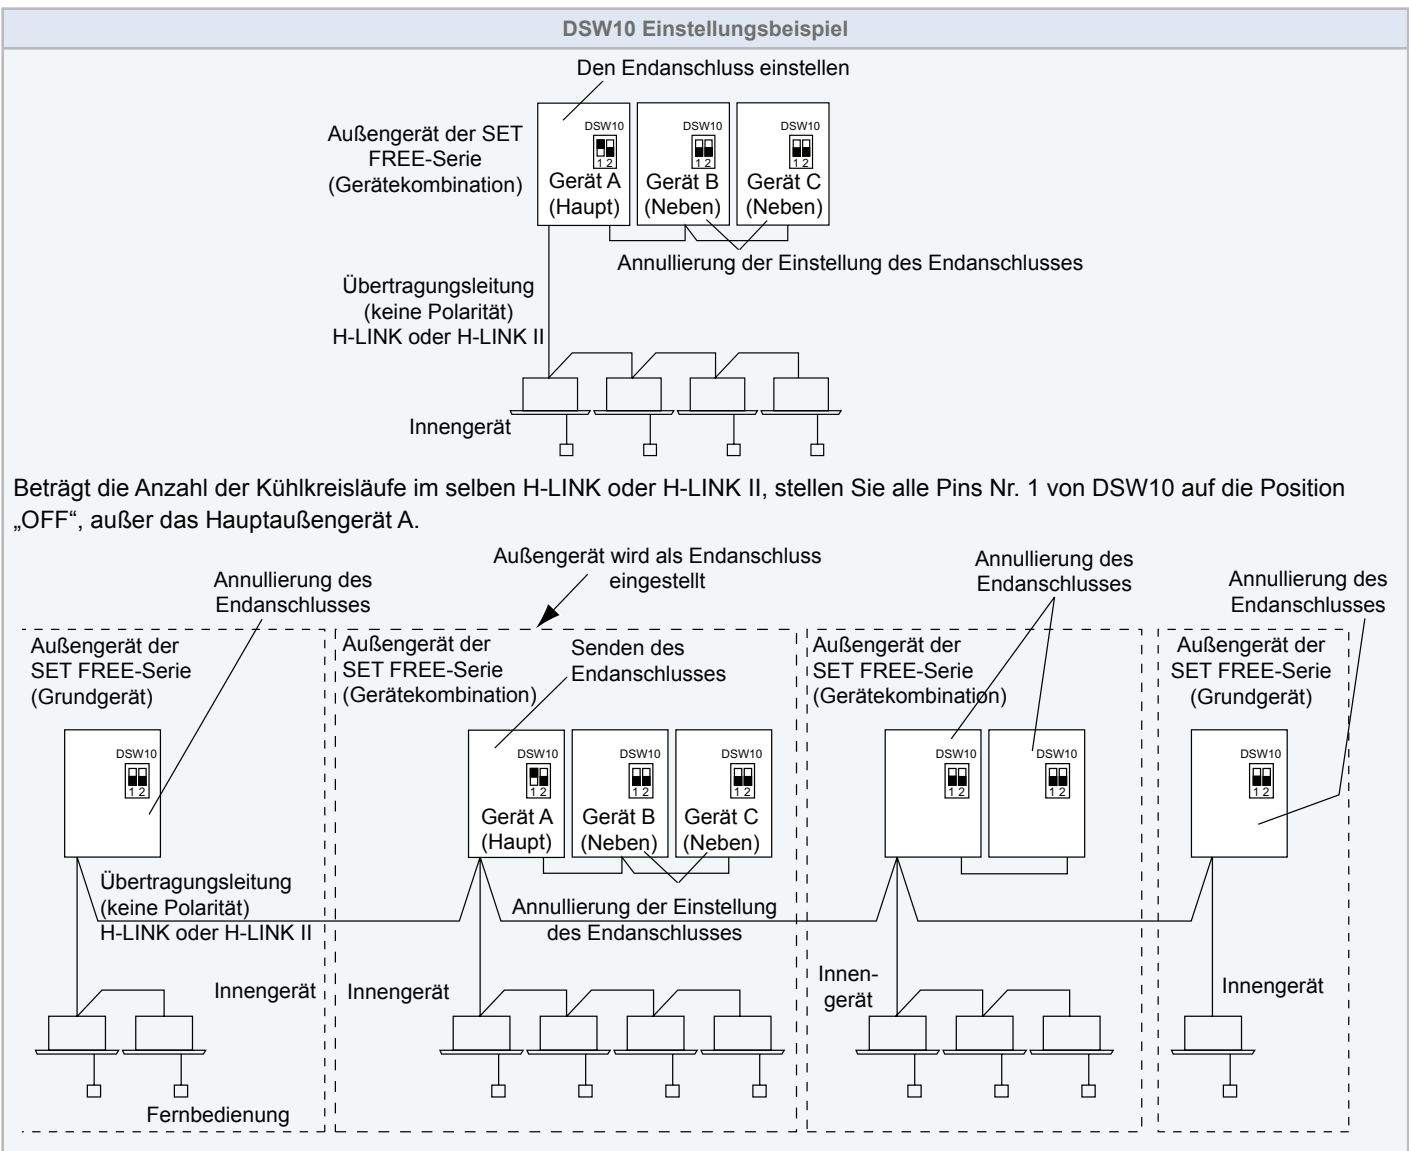 DSW10 Einstellungsbeispiel
Den Endanschluss einstellen
Außengerät der SET
FREE-Serie
(Gerätekombination)
DSW10
1 2
Gerät A
(Haupt)
DSW10
1 2
Gerät B
(Neben)
DSW10
1 2
Gerät C
(Neben)
Annullierung der Einstellung des Endanschlusses
Übertragungsleitung
(keine Polarität)
H-LINK oder H-LINK II
Innengerät
Beträgt die Anzahl der Kühlkreisläufe im selben H-LINK oder H-LINK II, stellen Sie alle Pins Nr. 1 von DSW10 auf die Position
„OFF“, außer das Hauptaußengerät A.
Annullierung des
Endanschlusses
Außengerät wird als Endanschluss
eingestellt
Annullierung des
Endanschlusses
Annullierung des
Endanschlusses
Außengerät der
SET FREE-Serie
(Grundgerät)
Außengerät der
SET FREE-Serie
(Gerätekombination)
Senden des
Endanschlusses
Außengerät der
SET FREE-Serie
(Gerätekombination)
Außengerät der
SET FREE-Serie
(Grundgerät)
DSW10
1 2
DSW10
1 2
Gerät A
(Haupt)
DSW10
1 2
Gerät B
(Neben)
DSW10
1 2
Gerät C
(Neben)
DSW10
1 2
DSW10
1 2
DSW10
1 2
Übertragungsleitung
(keine Polarität)
H-LINK oder H-LINK II
Annullierung der Einstellung
des Endanschlusses
Innengerät
Innengerät
Innen-
gerät
Innengerät
Fernbedienung